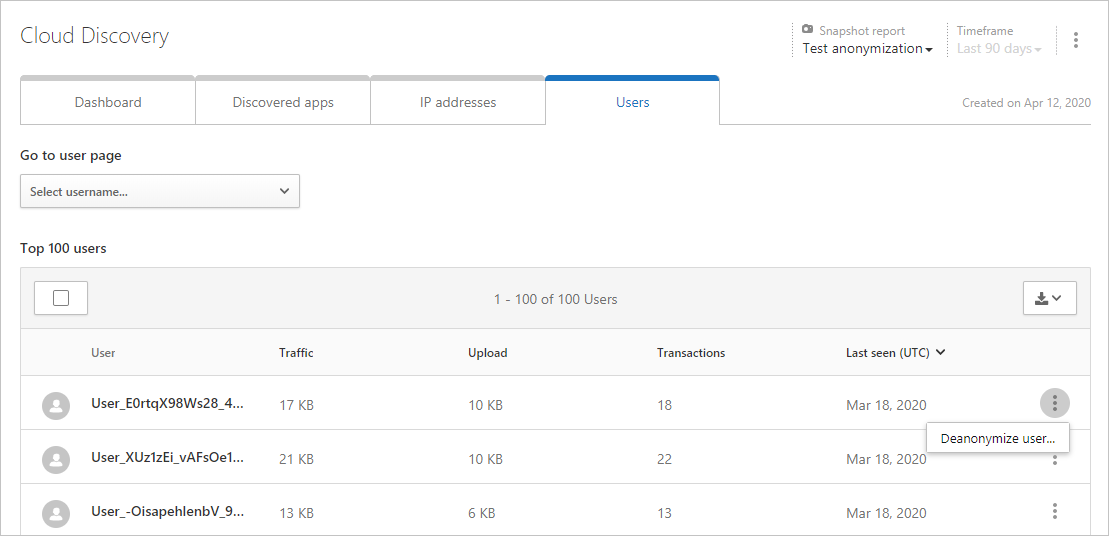 Cloud Discovery
Snapshot report
Test anonymization
Timeframe
Last 90 days
Dashboard
Discovered apps
IP addresses
Users
Created on Apr 12, 2020
Go to user page
Select username...
Top 100 users
1 - 100 of 100 Users
User Traffic Upload Transactions Last seen (UTC)
User_E0rtqX98Ws28_4... 17 KB 10 KB 18 Mar 18, 2020
Deanonymize user...
User_XUz1zEi_vAFsOe1... 21 KB 10 KB 22 Mar 18, 2020
User_-OisapehlenbV_9... 13 KB 6 KB 13 Mar 18, 2020